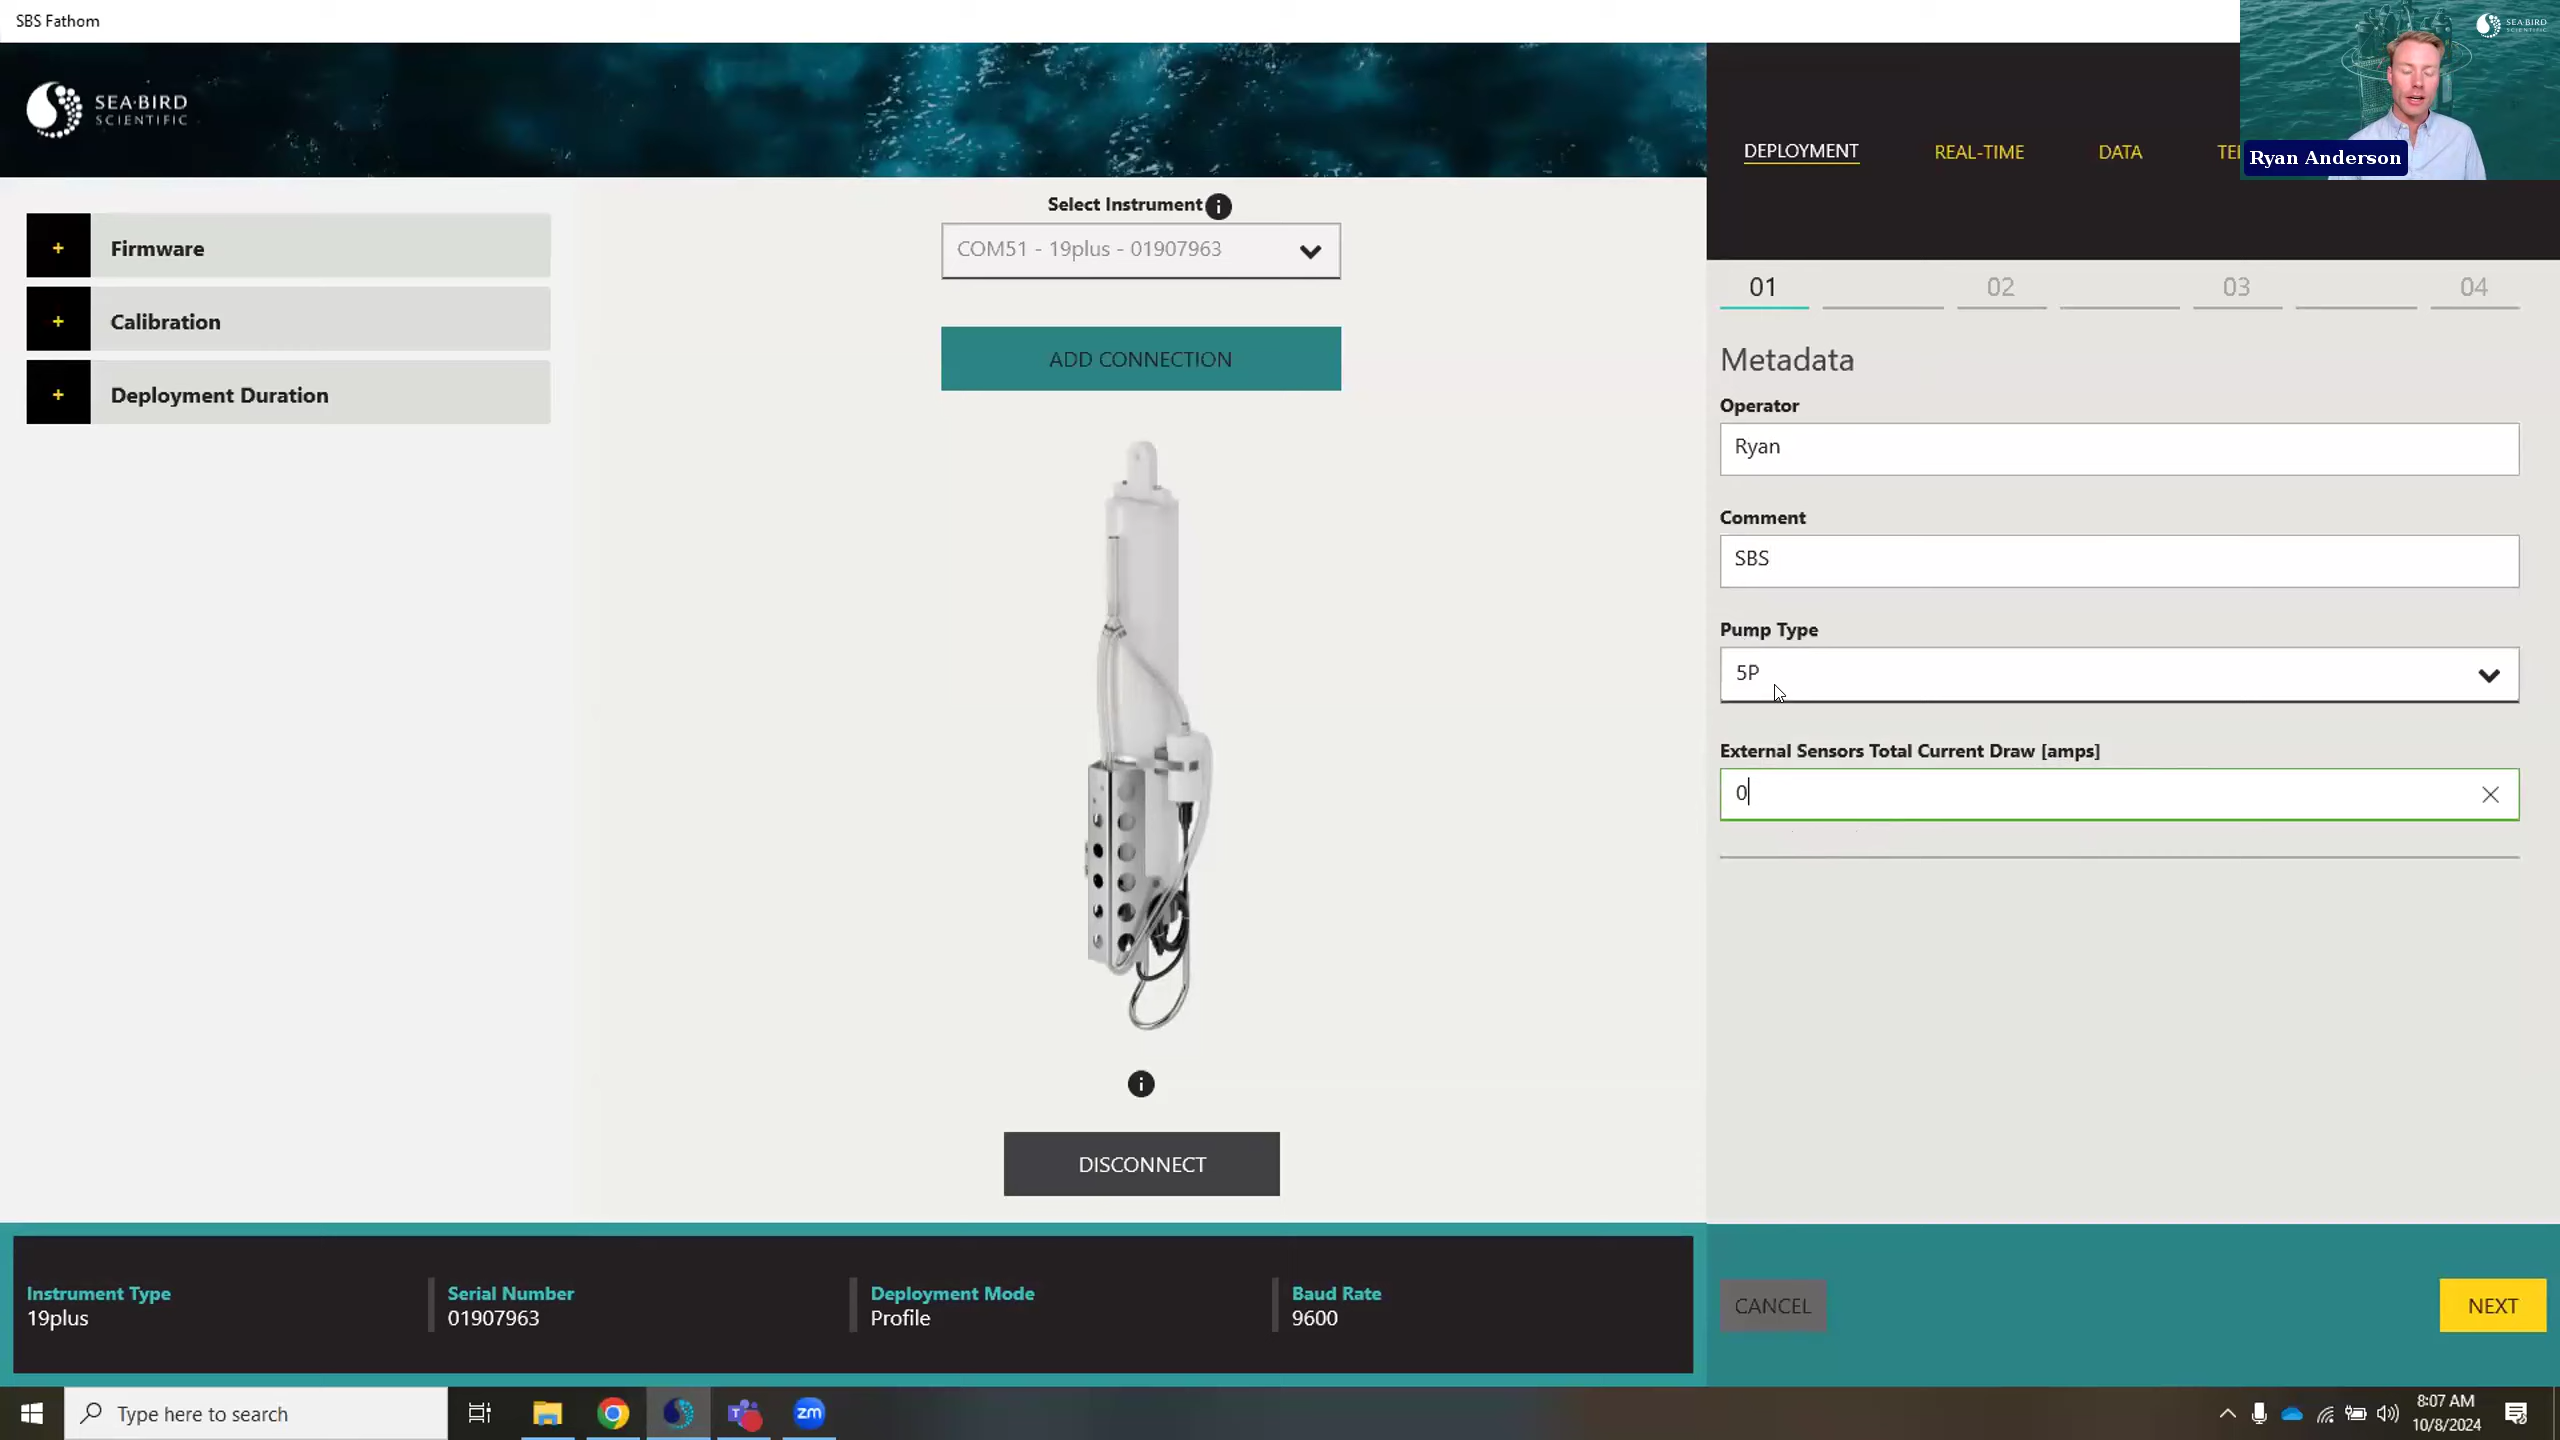 SBS Fathom
SEA·BIRD
SCIENTIFIC
SEA·BIRD
SCIENTIFIC
DEPLOYMENT
REAL-TIME
DATA
Ryan Anderson
Firmware
Calibration
Deployment Duration
Select Instrument
COM51 - 19plus - 01907963
ADD CONNECTION
DISCONNECT
01
02
03
04
Metadata
Operator
Ryan
Comment
SBS
Pump Type
5P
External Sensors Total Current Draw [amps]
0
Instrument Type
19plus
Serial Number
01907963
Deployment Mode
Profile
Baud Rate
9600
CANCEL
NEXT
Type here to search
zm
8:07 AM
10/8/2024